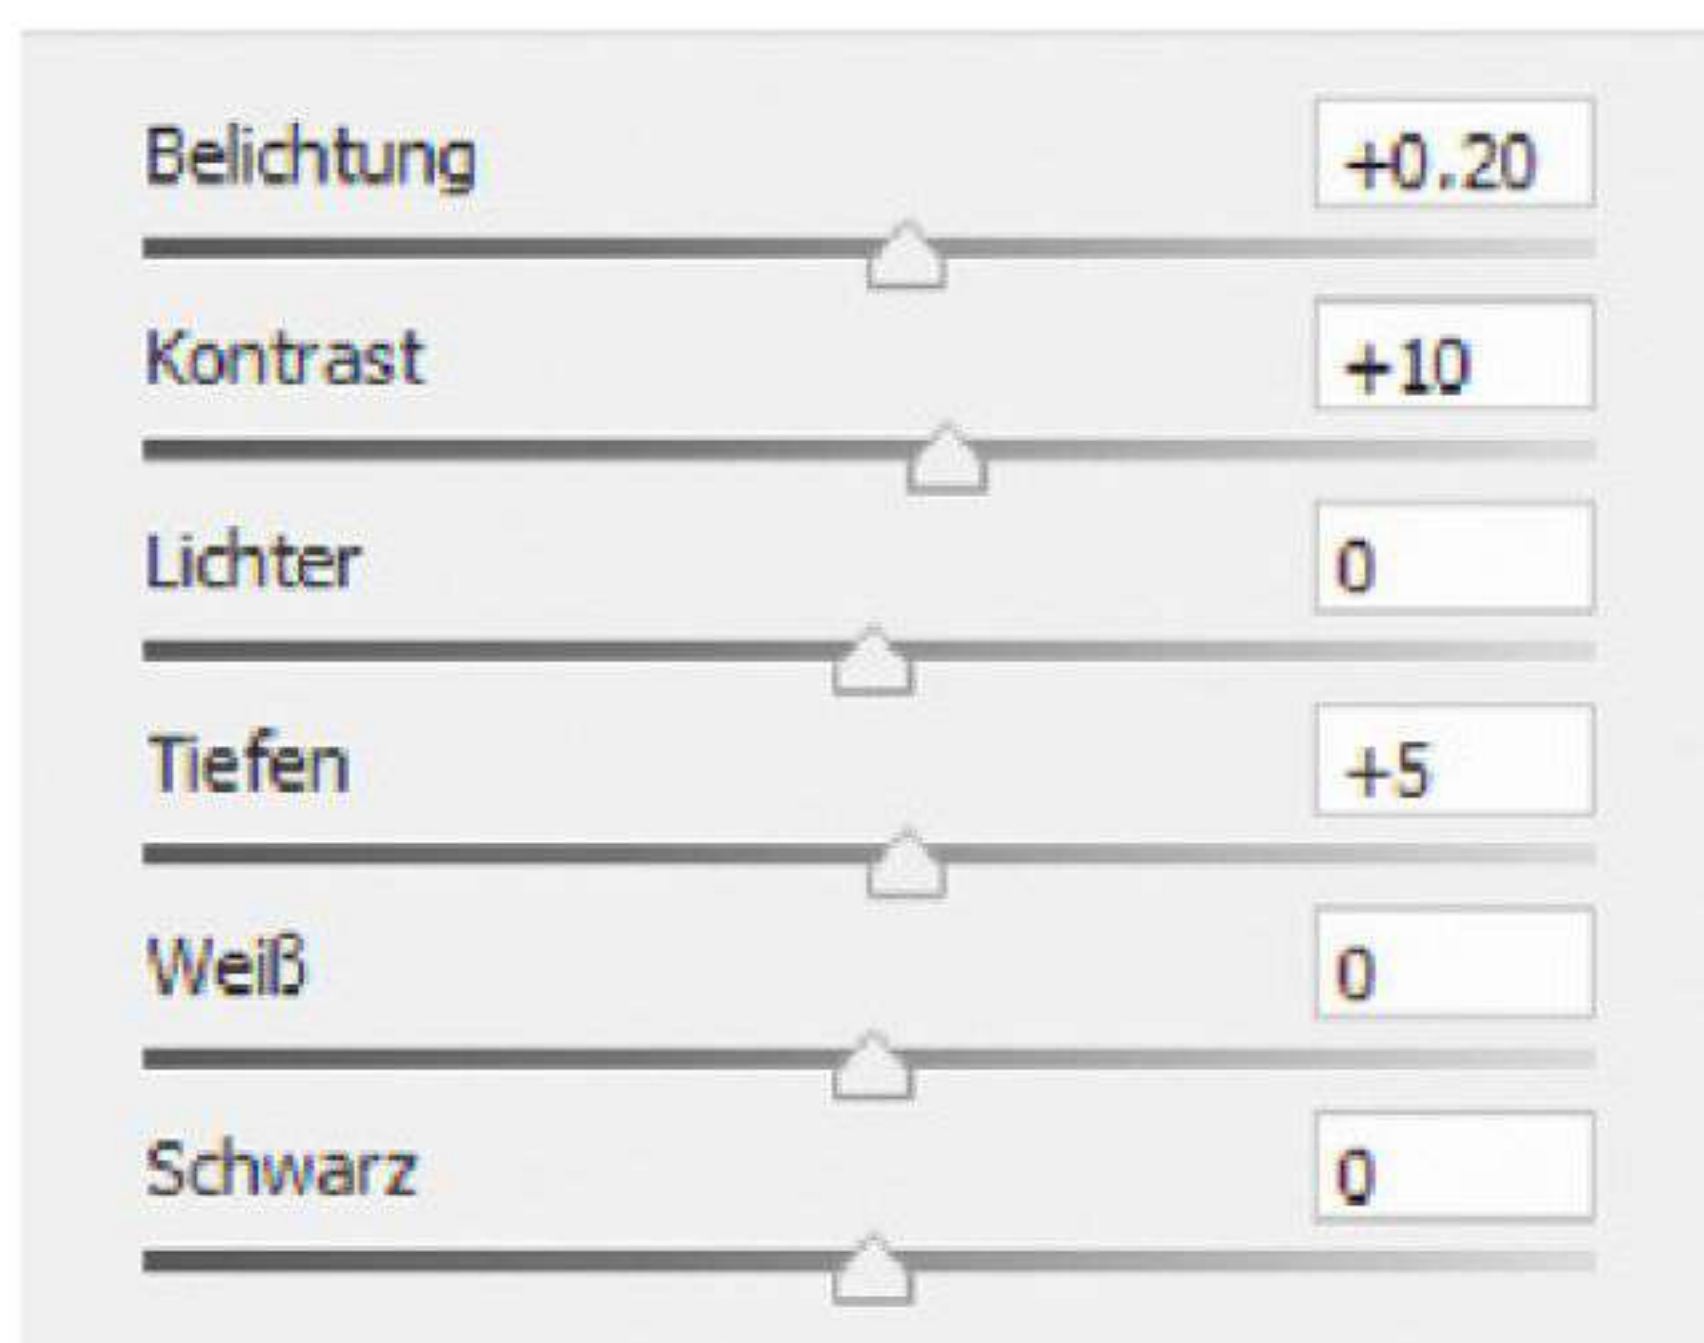 Belichtung +0.20
Kontrast +10
Lichter 0
Tiefen +5
Weiß 0
Schwarz 0